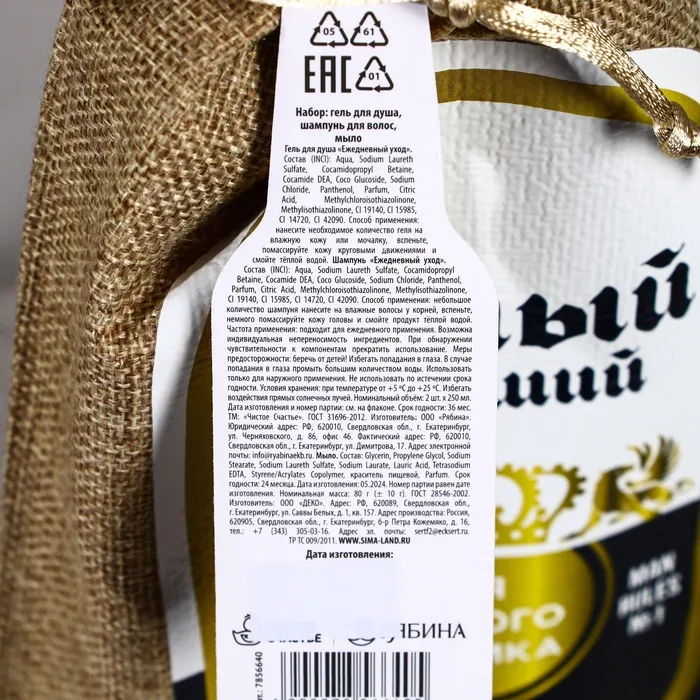 05 61
EAC 01
Набор: гель для душа,
шампунь для волос,
мыло
Гель для душа «Ежедневный уход».
Состав (INCI): Aqua, Sodium Laureth
Sulfate, Cocamidopropyl Betaine,
Cocamide DEA, Coco Glucoside, Sodium
Chloride, Panthenol, Parfum, Citric
Acid, Methylchloroisothiazolinone,
Methylisothiazolinone, CI 19140, CI 15985,
CI 14720, CI 42090. Способ применения:
нанесите необходимое количество геля на
влажную кожу или мочалку, вспеньте,
помассируйте кожу круговыми движениями и
смойте тёплой водой. Шампунь «Ежедневный уход».
Состав (INCI): Aqua, Sodium Laureth Sulfate, Cocamidopropyl
Betaine, Cocamide DEA, Coco Glucoside, Sodium Chloride, Panthenol,
Parfum, Citric Acid, Methylchloroisothiazolinone, Methylisothiazolinone,
CI 19140, CI 15985, CI 14720, CI 42090. Способ применения: небольшое
количество шампуня нанесите на влажные волосы у корней, вспеньте,
немного помассируйте кожу головы и смойте продукт тёплой водой.
Частота применения: подходит для ежедневного применения. Возможна
индивидуальная непереносимость ингредиентов. При обнаружении
чувствительности к компонентам прекратить использование. Меры
предосторожности: беречь от детей! Избегать попадания в глаза. В случае
попадания в глаза промыть большим количеством воды. Использовать
только для наружного применения. Не использовать по истечении срока
годности. Условия хранения: при температуре от +5 ºC до +25 ºC. Избегать
воздействия прямых солнечных лучей. Номинальный объём: 2 шт. x 250 мл.
Дата изготовления и номер партии: см. на флаконе. Срок годности: 36 мес.
ТМ: «Чистое Счастье». ГОСТ 31696-2012. Изготовитель: ООО «Рябина».
Юридический адрес: РФ, 620010, Свердловская обл., г. Екатеринбург,
ул. Черняховского, д. 86, офис 46. Фактический адрес: РФ, 620010,
Свердловская обл., г. Екатеринбург, ул. Димитрова, 17. Адрес электронной
почты: info@ryabinaekb.ru. Мыло. Состав: Glycerin, Propylene Glycol, Sodium
Stearate, Sodium Laureth Sulfate, Sodium Laurate, Lauric Acid, Tetrasodium
EDTA, Styrene/Acrylates Copolymer, краситель пищевой, Parfum. Срок
годности: 24 месяца. Дата изготовления: 05.2024. Номер партии равен дате
изготовления. Номинальная масса: 80 г (± 10 г). ГОСТ 28546-2002.
Изготовитель: ООО «ДЕКО». Адрес: РФ, 620089, Свердловская обл.,
г. Екатеринбург, ул. Саввы Белых, д. 1, кв. 157. Адрес производства: Россия,
620905, Свердловская обл., г. Екатеринбург, б-р Петра Кожемяко, д. 16,
тел.: +7 (343) 305-03-16. Адрес эл. почты: sertf2@ecksert.ru.
ТР ТС 009/2011. WWW.SIMA-LAND.RU
Дата изготовления:
РЯБИНА
7856640
MAN
RULES
№1